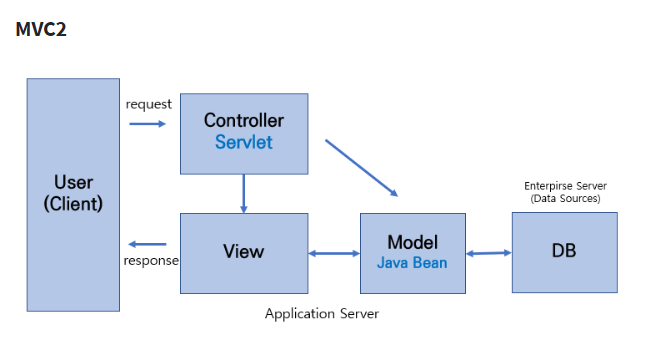 MVC2
request
Controller
Servlet
User
(Client)
Enterpirse Server
(Data Sources)
View
Model
Java Bean
DB
response
Application Server